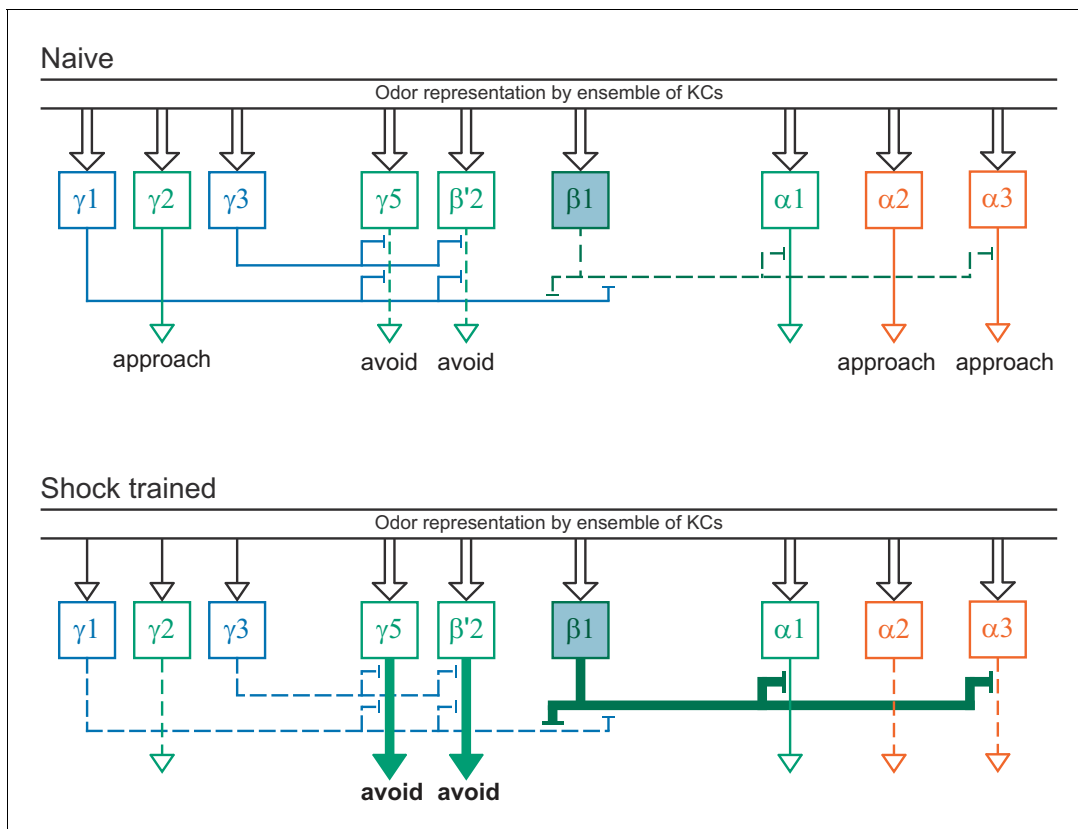 Naive
Odor representation by ensemble of KCs
γ1 γ2 γ3 γ5 β'2 β1 α1 α2 α3
approach avoid avoid approach approach
Shock trained
Odor representation by ensemble of KCs
γ1 γ2 γ3 γ5 β'2 β1 α1 α2 α3
avoid avoid